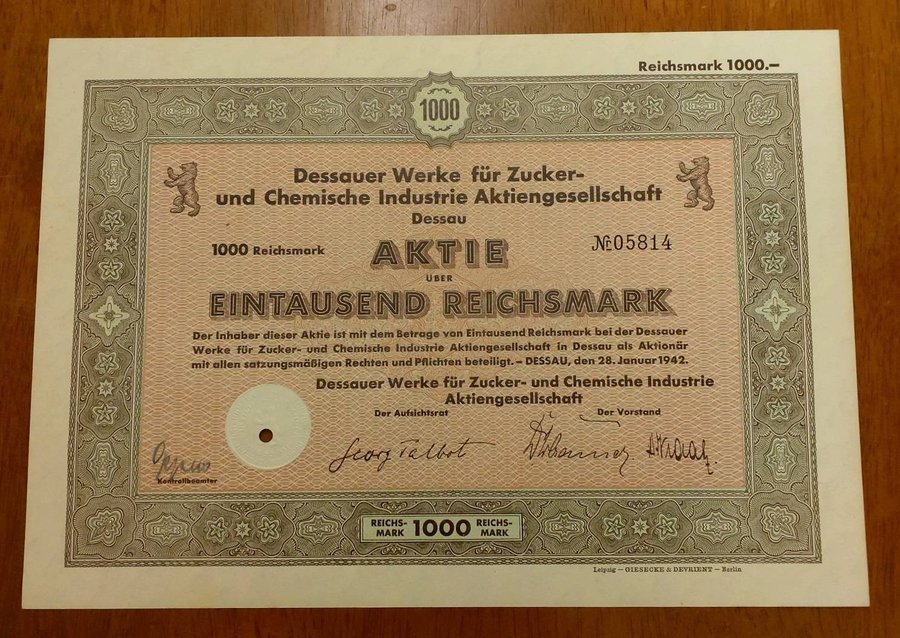 Reichsmark 1000.—
1000
Dessauer Werke für Zucker-
und Chemische Industrie Aktiengesellschaft
Dessau
1000 Reichsmark AKTIE № 05814
ÜBER
EINTAUSEND REICHSMARK
Der Inhaber dieser Aktie ist mit dem Betrage von Eintausend Reichsmark bei der Dessauer
Werke für Zucker- und Chemische Industrie Aktiengesellschaft in Dessau als Aktionär
mit allen satzungsmäßigen Rechten und Pflichten beteiligt. – DESSAU, den 28. Januar 1942.
Dessauer Werke für Zucker- und Chemische Industrie
Aktiengesellschaft
Der Aufsichtsrat Der Vorstand
Georg Talbot
Kontrollbeamter
REICHS-
MARK 1000 REICHS-
MARK
Leipzig — GIESECKE & DEVRIENT — Berlin